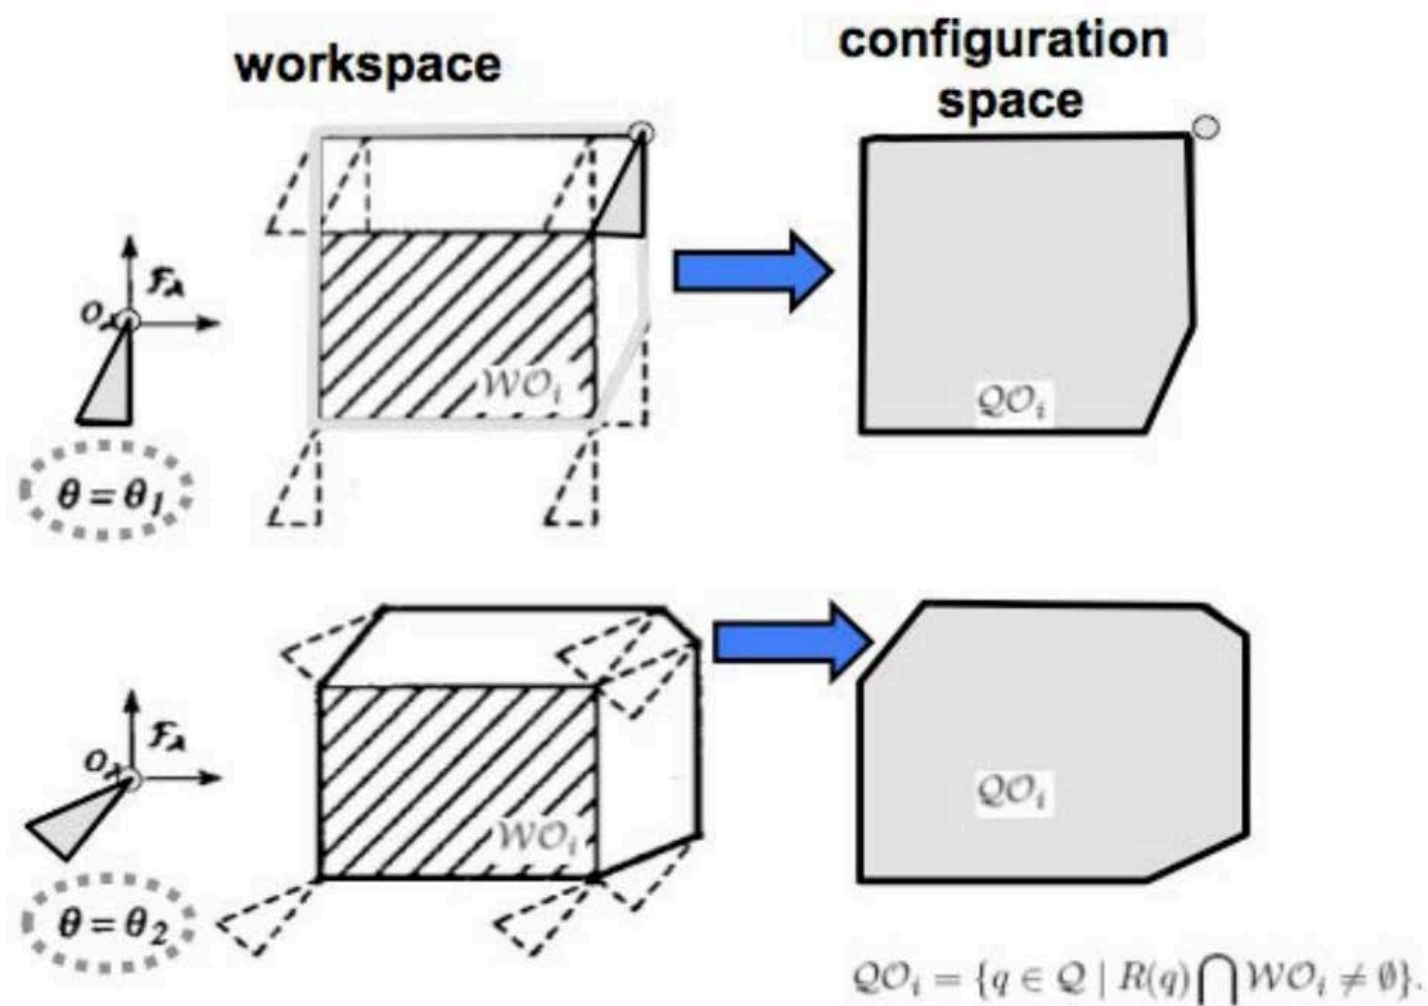 workspace
configuration
space
F_A
O_A
WO_i
QO_i
θ = θ_1
F_A
O_A
WO_i
QO_i
θ = θ_2
QO_i = {q ∈ Q | R(q) ⋂ WO_i ≠ ∅}.